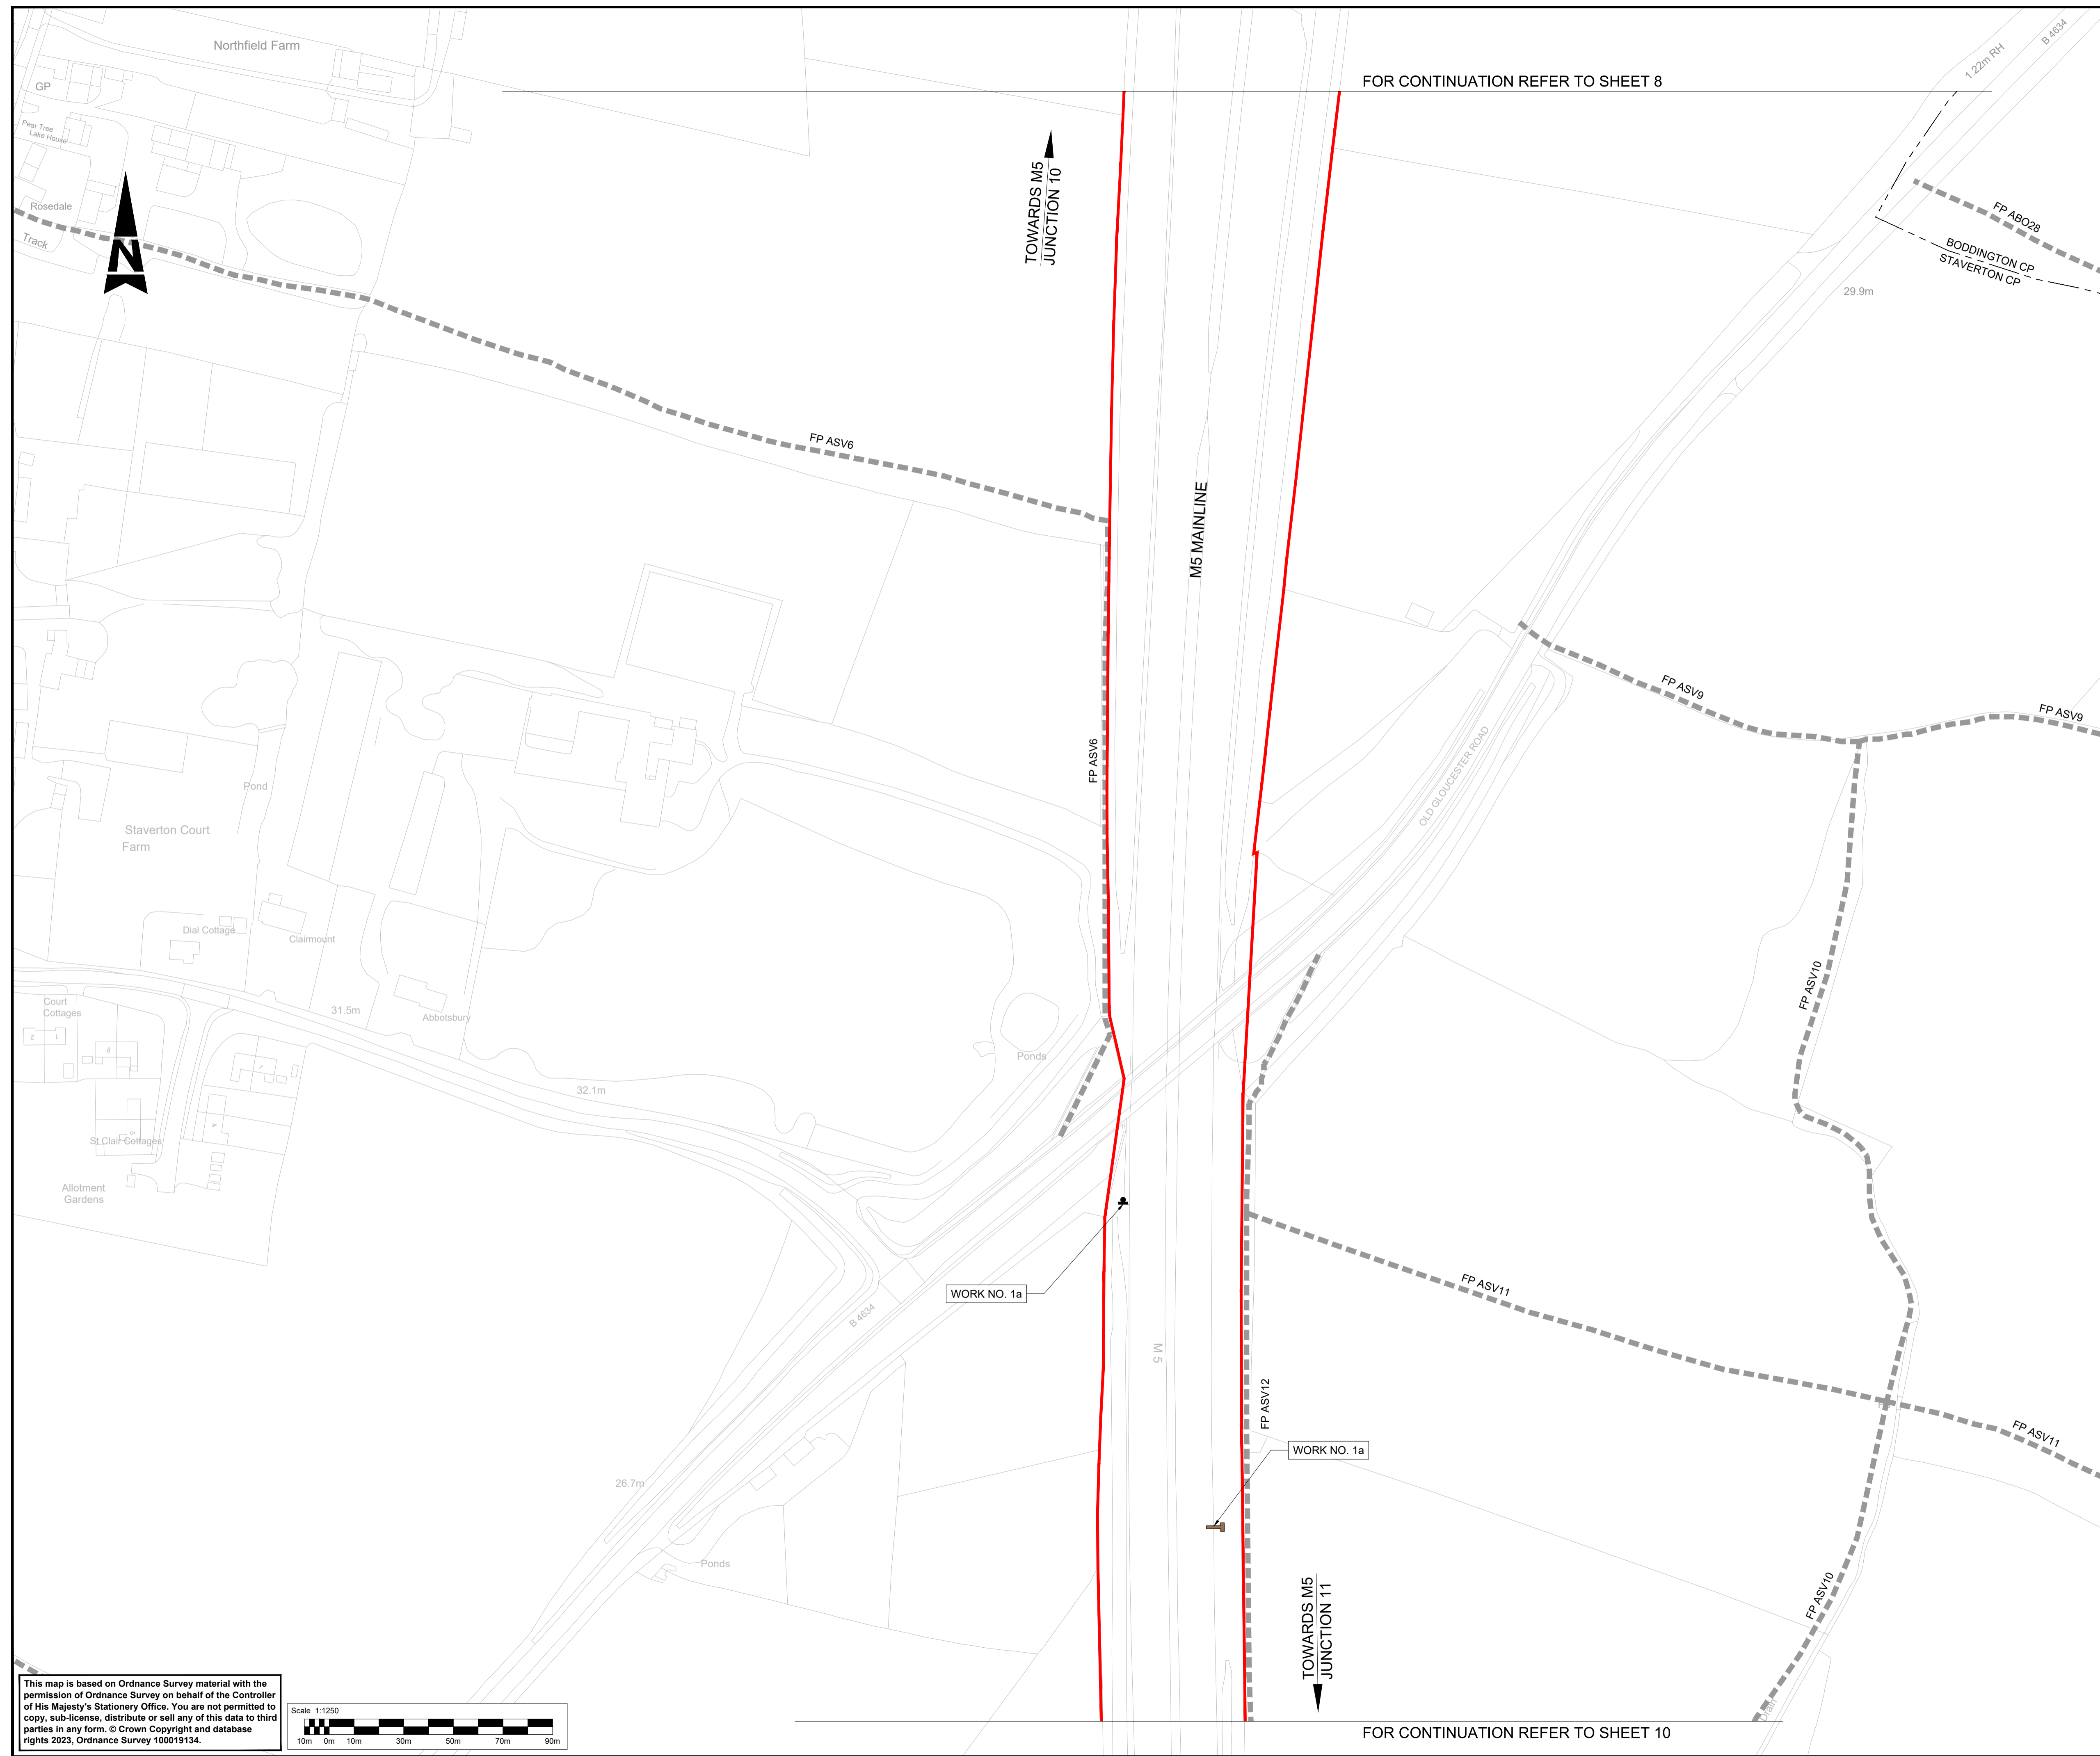 Northfield Farm
GP
Pear Tree
Lake House
Rosedale
Track
N
FOR CONTINUATION REFER TO SHEET 8
TOWARDS M5
JUNCTION 10
1.22m RH
B 4634
FP ABO28
BODDINGTON CP
STAVERTON CP
29.9m
FP ASV6
M5 MAINLINE
FP ASV9
FP ASV9
FP ASV6
OLD GLOUCESTER ROAD
Pond
Staverton Court
Farm
Dial Cottage
Clairmount
Court
Cottages
2
1
8
7
31.5m
Abbotsbury
Ponds
FP ASV10
32.1m
St Clair Cottages
5
4
Allotment
Gardens
WORK NO. 1a
B 4634
FP ASV11
M 5
FP ASV12
FP ASV11
WORK NO. 1a
26.7m
Ponds
TOWARDS M5
JUNCTION 11
FP ASV10
Drain
This map is based on Ordnance Survey material with the
permission of Ordnance Survey on behalf of the Controller
of His Majesty's Stationery Office. You are not permitted to
copy, sub-license, distribute or sell any of this data to third
parties in any form. © Crown Copyright and database
rights 2023, Ordnance Survey 100019134.
Scale 1:1250
10m 0m 10m 30m 50m 70m 90m
FOR CONTINUATION REFER TO SHEET 10